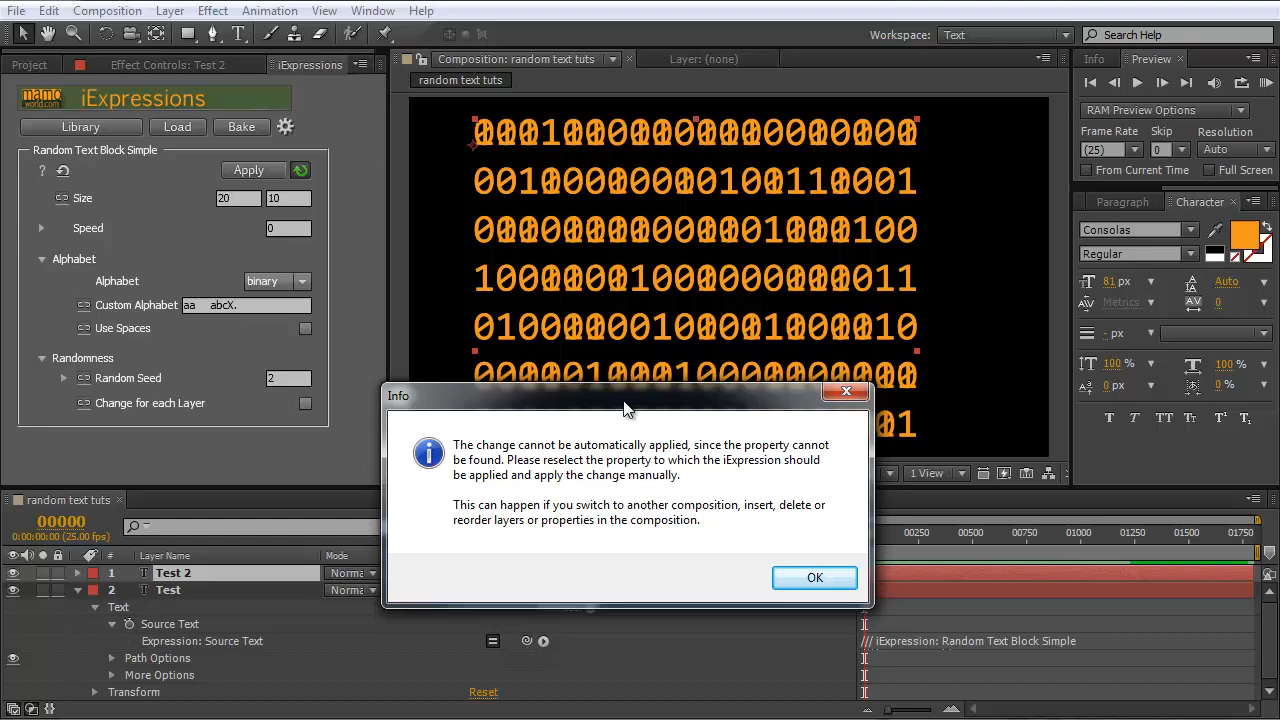 File Edit Composition Layer Effect Animation View Window Help
Workspace: Text Search Help
Project Effect Controls: Test 2 iExpressions
Composition: random text tuts Layer: (none)
Info Preview
random text tuts
mamo world.com iExpressions
Library Load Bake
Random Text Block Simple
? Apply
Size 20 10
Speed 0
Alphabet
Alphabet binary
Custom Alphabet aa abcX.
Use Spaces
Randomness
Random Seed 2
Change for each Layer
RAM Preview Options
Frame Rate Skip Resolution
(25) 0 Auto
From Current Time Full Screen
Paragraph Character
Consolas
Regular
81 px Auto
Metrics 0
- px
100 % 100 %
0 px 0 %
T T TT Tt T¹ T₁
1 View
Info
The change cannot be automatically applied, since the property cannot
be found. Please reselect the property to which the iExpression should
be applied and apply the change manually.
This can happen if you switch to another composition, insert, delete or
reorder layers or properties in the composition.
OK
random text tuts
00000
0:00:00:00 (25.00 fps)
# Layer Name Mode
00250 00500 00750 01000 01250 01500 01750
1 T Test 2 Norma
2 T Test Norma
Text
Source Text
Expression: Source Text
/// iExpression: Random Text Block Simple
Path Options
More Options
Transform Reset